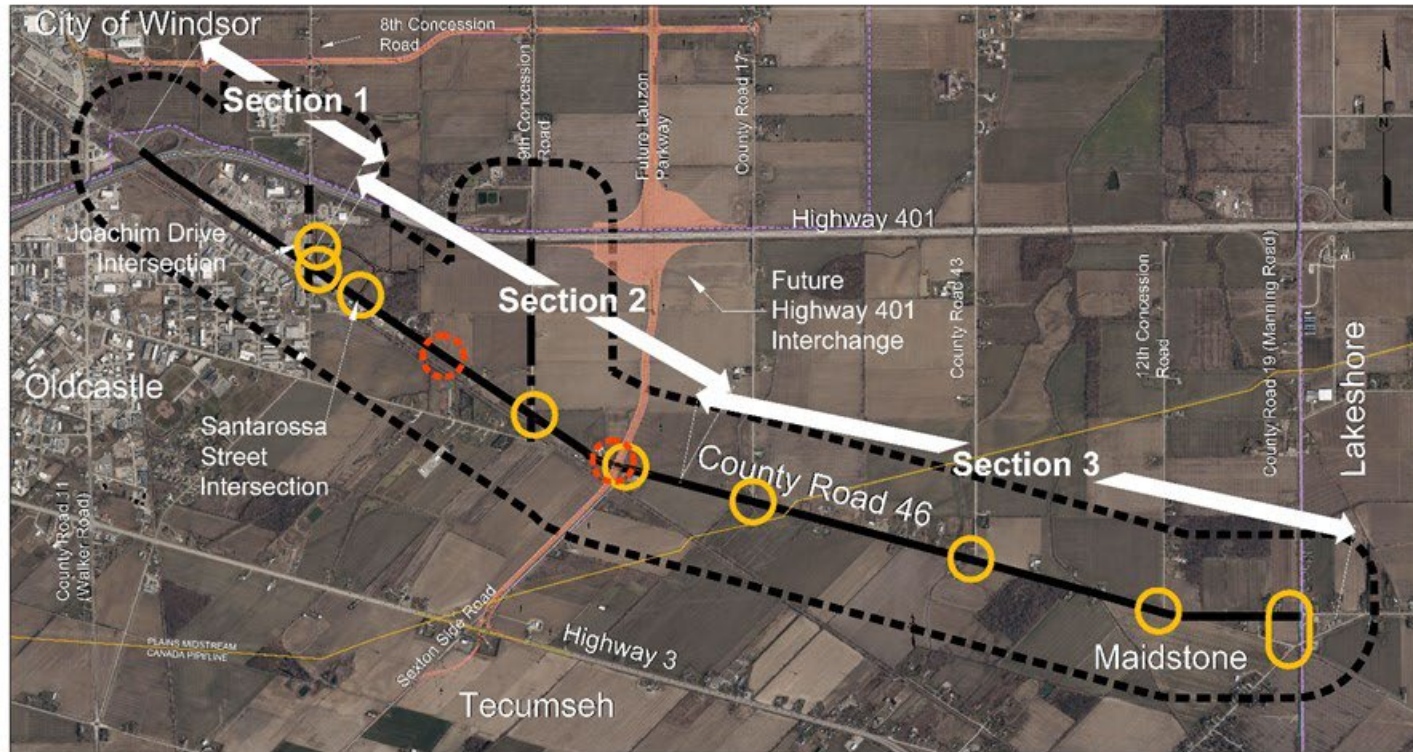 City of Windsor
8th Concession
Road
Section 1
9th Concession
Road
Future Lauzon
Parkway
County Road 17
N
Highway 401
Joachim Drive
Intersection
Section 2
Future
Highway 401
Interchange
County Road 43
12th Concession
Road
County Road 19 (Manning Road)
Lakeshore
Oldcastle
Santarossa
Street
Intersection
Section 3
County Road 46
County Road 11
(Walker Road)
PLAINS MIDSTREAM
CANADA PIPELINE
Sexton Side Road
Highway 3
Maidstone
Tecumseh